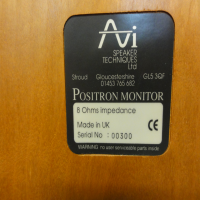 Avi
SPEAKER
TECHNIQUES
Ltd
Stroud Gloucestershire GL5 3QF
01453 765 682
POSITRON MONITOR
8 Ohms impedance
Made in UK
Serial No : 00300
CE
WARNING no user serviceable parts inside